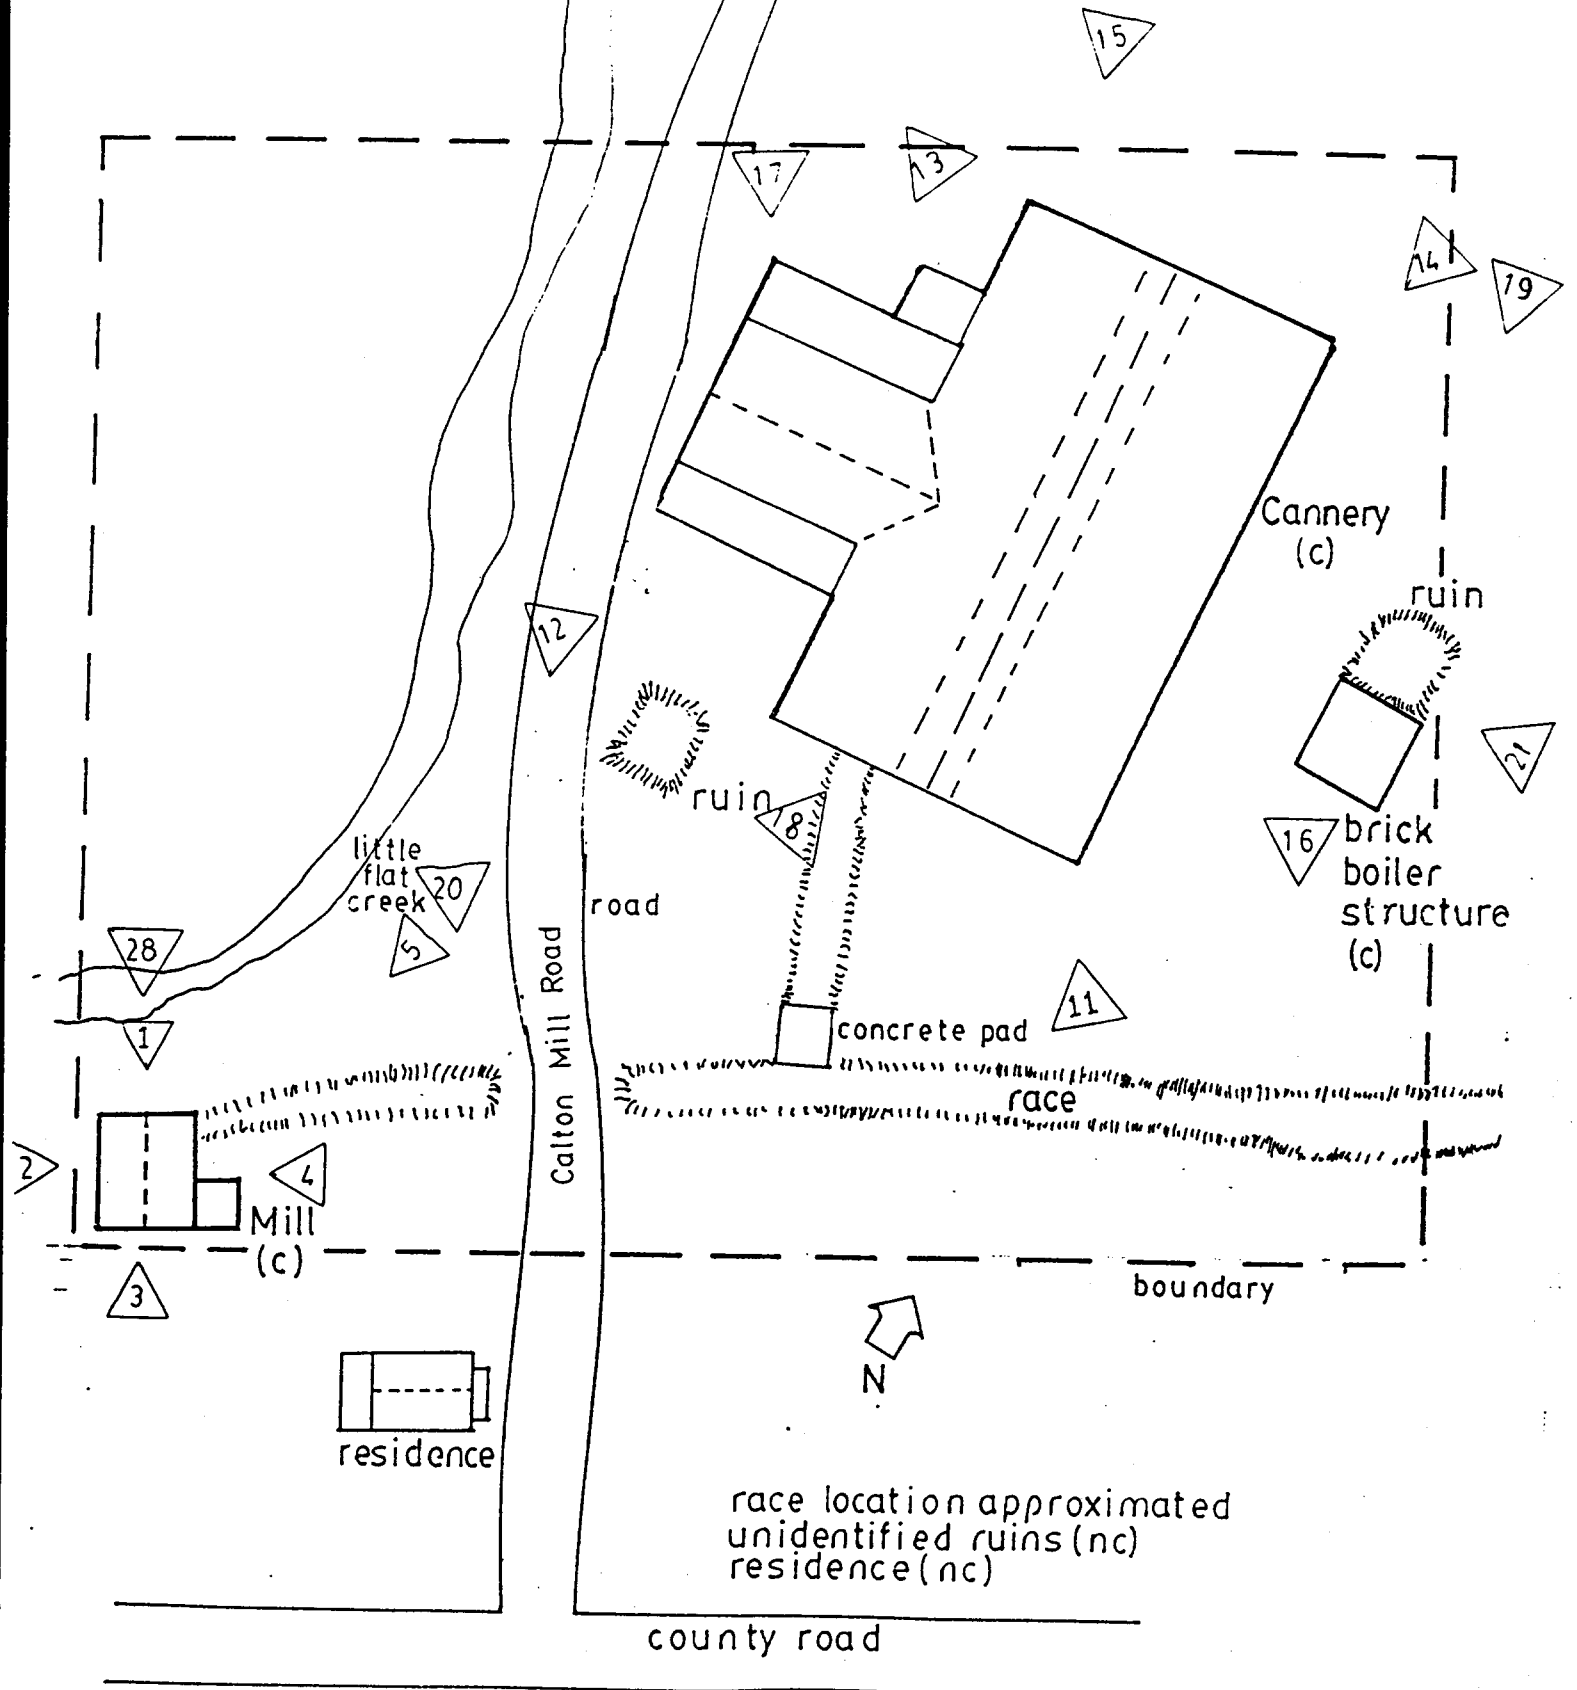 15
17
13
14
19
Cannery
(c)
ruin
12
ruin
18
21
16
brick
boiler
structure
(c)
little
flat
creek
20
5
road
28
1
Calton Mill Road
11
concrete pad
race
2
4
Mill
(c)
3
boundary
N
residence
race location approximated
unidentified ruins (nc)
residence (nc)
county road